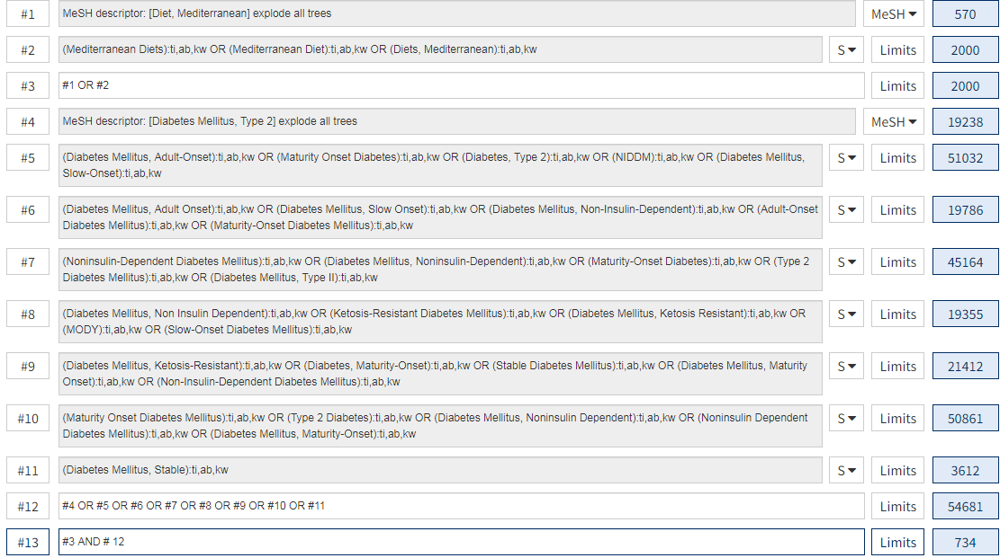 #1 MeSH descriptor: [Diet, Mediterranean] explode all trees MeSH 570
#2 (Mediterranean Diets):ti,ab,kw OR (Mediterranean Diet):ti,ab,kw OR (Diets, Mediterranean):ti,ab,kw S Limits 2000
#3 #1 OR #2 Limits 2000
#4 MeSH descriptor: [Diabetes Mellitus, Type 2] explode all trees MeSH 19238
#5 (Diabetes Mellitus, Adult-Onset):ti,ab,kw OR (Maturity Onset Diabetes):ti,ab,kw OR (Diabetes, Type 2):ti,ab,kw OR (NIDDM):ti,ab,kw OR (Diabetes Mellitus, S Limits 51032
Slow-Onset):ti,ab,kw
#6 (Diabetes Mellitus, Adult Onset):ti,ab,kw OR (Diabetes Mellitus, Slow Onset):ti,ab,kw OR (Diabetes Mellitus, Non-Insulin-Dependent):ti,ab,kw OR (Adult-Onset S Limits 19786
Diabetes Mellitus):ti,ab,kw OR (Maturity-Onset Diabetes Mellitus):ti,ab,kw
#7 (Noninsulin-Dependent Diabetes Mellitus):ti,ab,kw OR (Diabetes Mellitus, Noninsulin-Dependent):ti,ab,kw OR (Maturity-Onset Diabetes):ti,ab,kw OR (Type 2 S Limits 45164
Diabetes Mellitus):ti,ab,kw OR (Diabetes Mellitus, Type II):ti,ab,kw
#8 (Diabetes Mellitus, Non Insulin Dependent):ti,ab,kw OR (Ketosis-Resistant Diabetes Mellitus):ti,ab,kw OR (Diabetes Mellitus, Ketosis Resistant):ti,ab,kw OR S Limits 19355
(MODY):ti,ab,kw OR (Slow-Onset Diabetes Mellitus):ti,ab,kw
#9 (Diabetes Mellitus, Ketosis-Resistant):ti,ab,kw OR (Diabetes, Maturity-Onset):ti,ab,kw OR (Stable Diabetes Mellitus):ti,ab,kw OR (Diabetes Mellitus, Maturity S Limits 21412
Onset):ti,ab,kw OR (Non-Insulin-Dependent Diabetes Mellitus):ti,ab,kw
#10 (Maturity Onset Diabetes Mellitus):ti,ab,kw OR (Type 2 Diabetes):ti,ab,kw OR (Diabetes Mellitus, Noninsulin Dependent):ti,ab,kw OR (Noninsulin Dependent S Limits 50861
Diabetes Mellitus):ti,ab,kw OR (Diabetes Mellitus, Maturity-Onset):ti,ab,kw
#11 (Diabetes Mellitus, Stable):ti,ab,kw S Limits 3612
#12 #4 OR #5 OR #6 OR #7 OR #8 OR #9 OR #10 OR #11 Limits 54681
#13 #3 AND # 12 Limits 734